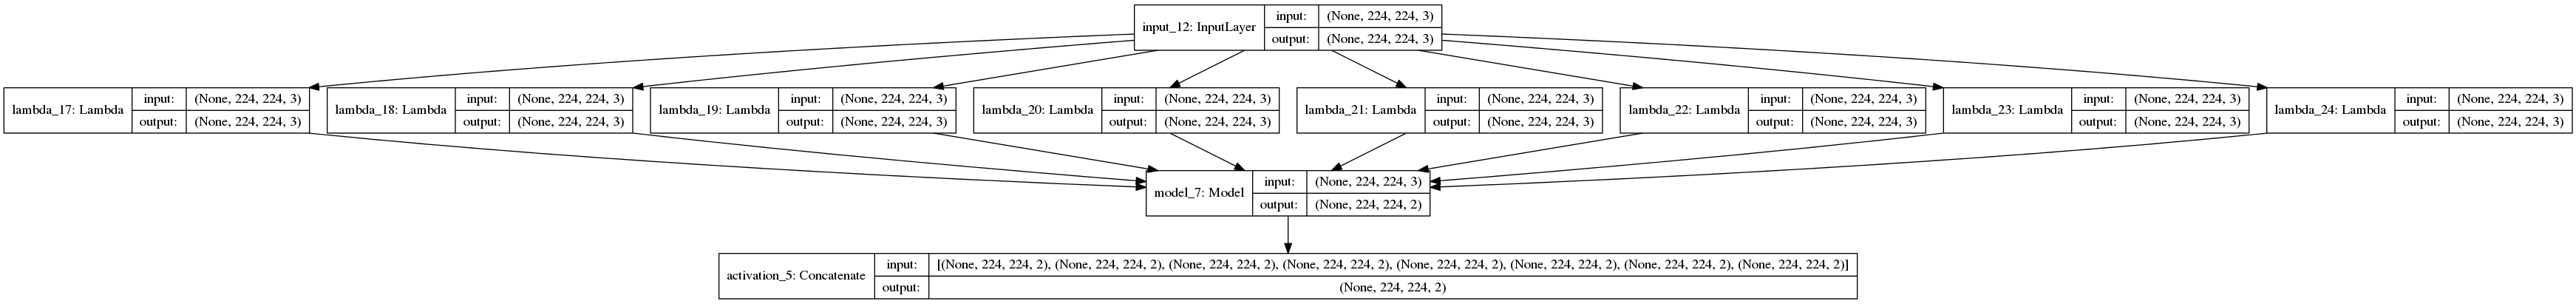 input_12: InputLayer
input: (None, 224, 224, 3)
output: (None, 224, 224, 3)
lambda_17: Lambda
input: (None, 224, 224, 3)
output: (None, 224, 224, 3)
lambda_18: Lambda
input: (None, 224, 224, 3)
output: (None, 224, 224, 3)
lambda_19: Lambda
input: (None, 224, 224, 3)
output: (None, 224, 224, 3)
lambda_20: Lambda
input: (None, 224, 224, 3)
output: (None, 224, 224, 3)
lambda_21: Lambda
input: (None, 224, 224, 3)
output: (None, 224, 224, 3)
lambda_22: Lambda
input: (None, 224, 224, 3)
output: (None, 224, 224, 3)
lambda_23: Lambda
input: (None, 224, 224, 3)
output: (None, 224, 224, 3)
lambda_24: Lambda
input: (None, 224, 224, 3)
output: (None, 224, 224, 3)
model_7: Model
input: (None, 224, 224, 3)
output: (None, 224, 224, 2)
activation_5: Concatenate
input: [(None, 224, 224, 2), (None, 224, 224, 2), (None, 224, 224, 2), (None, 224, 224, 2), (None, 224, 224, 2), (None, 224, 224, 2), (None, 224, 224, 2), (None, 224, 224, 2)]
output: (None, 224, 224, 2)